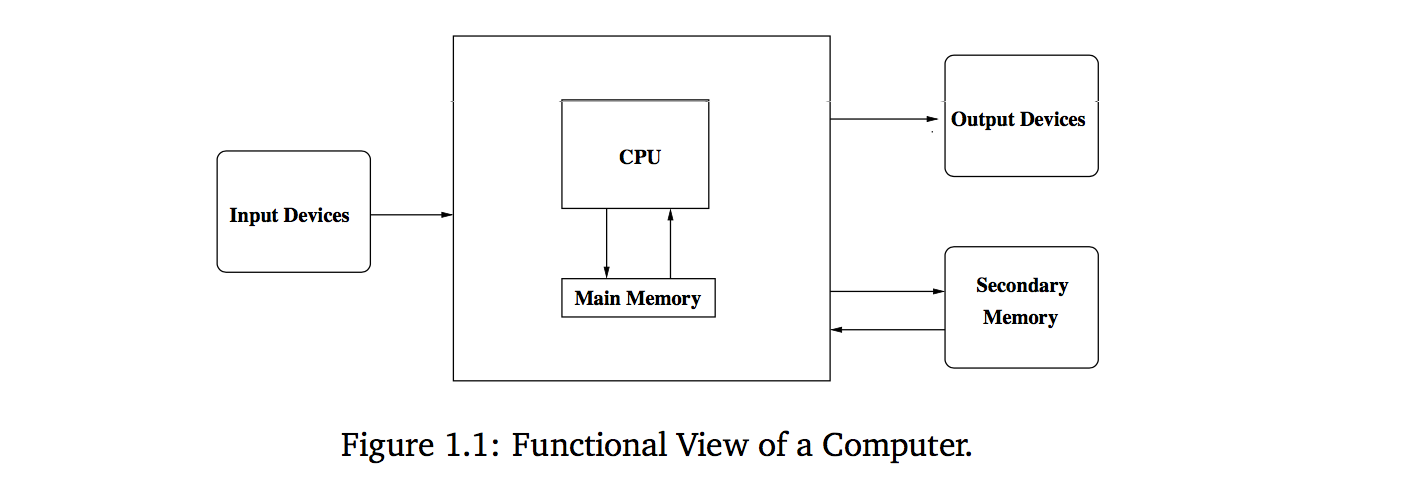 CPU
Output Devices
Input Devices
Main Memory
Secondary
Memory
Figure 1.1: Functional View of a Computer.